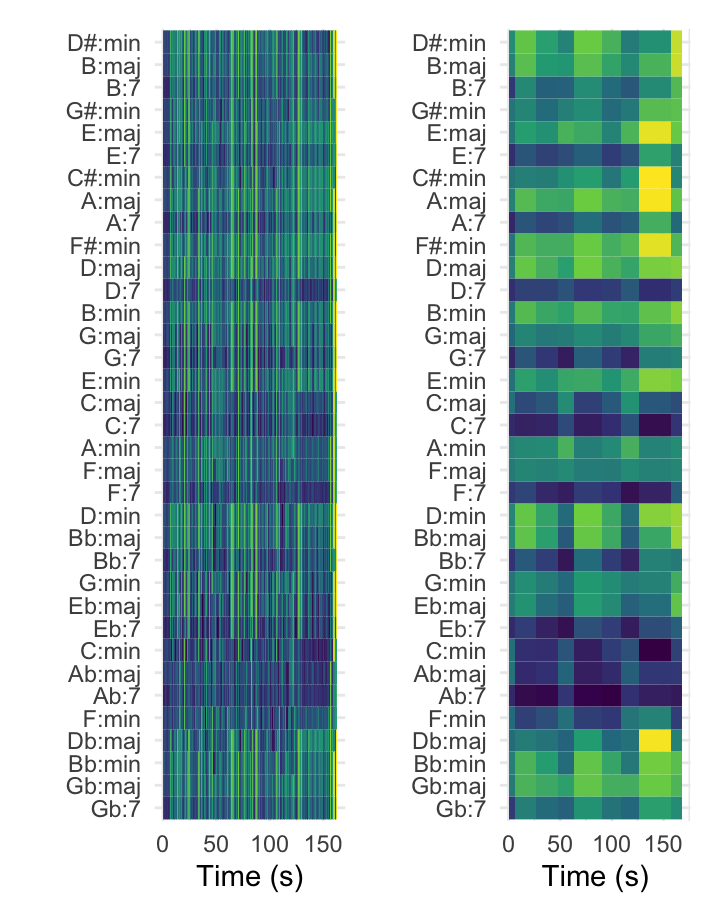 D#:min D#:min
B:maj B:maj
B:7 B:7
G#:min G#:min
E:maj E:maj
E:7 E:7
C#:min C#:min
A:maj A:maj
A:7 A:7
F#:min F#:min
D:maj D:maj
D:7 D:7
B:min B:min
G:maj G:maj
G:7 G:7
E:min E:min
C:maj C:maj
C:7 C:7
A:min A:min
F:maj F:maj
F:7 F:7
D:min D:min
Bb:maj Bb:maj
Bb:7 Bb:7
G:min G:min
Eb:maj Eb:maj
Eb:7 Eb:7
C:min C:min
Ab:maj Ab:maj
Ab:7 Ab:7
F:min F:min
Db:maj Db:maj
Bb:min Bb:min
Gb:maj Gb:maj
Gb:7 Gb:7
0 50 100 150 0 50 100 150
Time (s) Time (s)